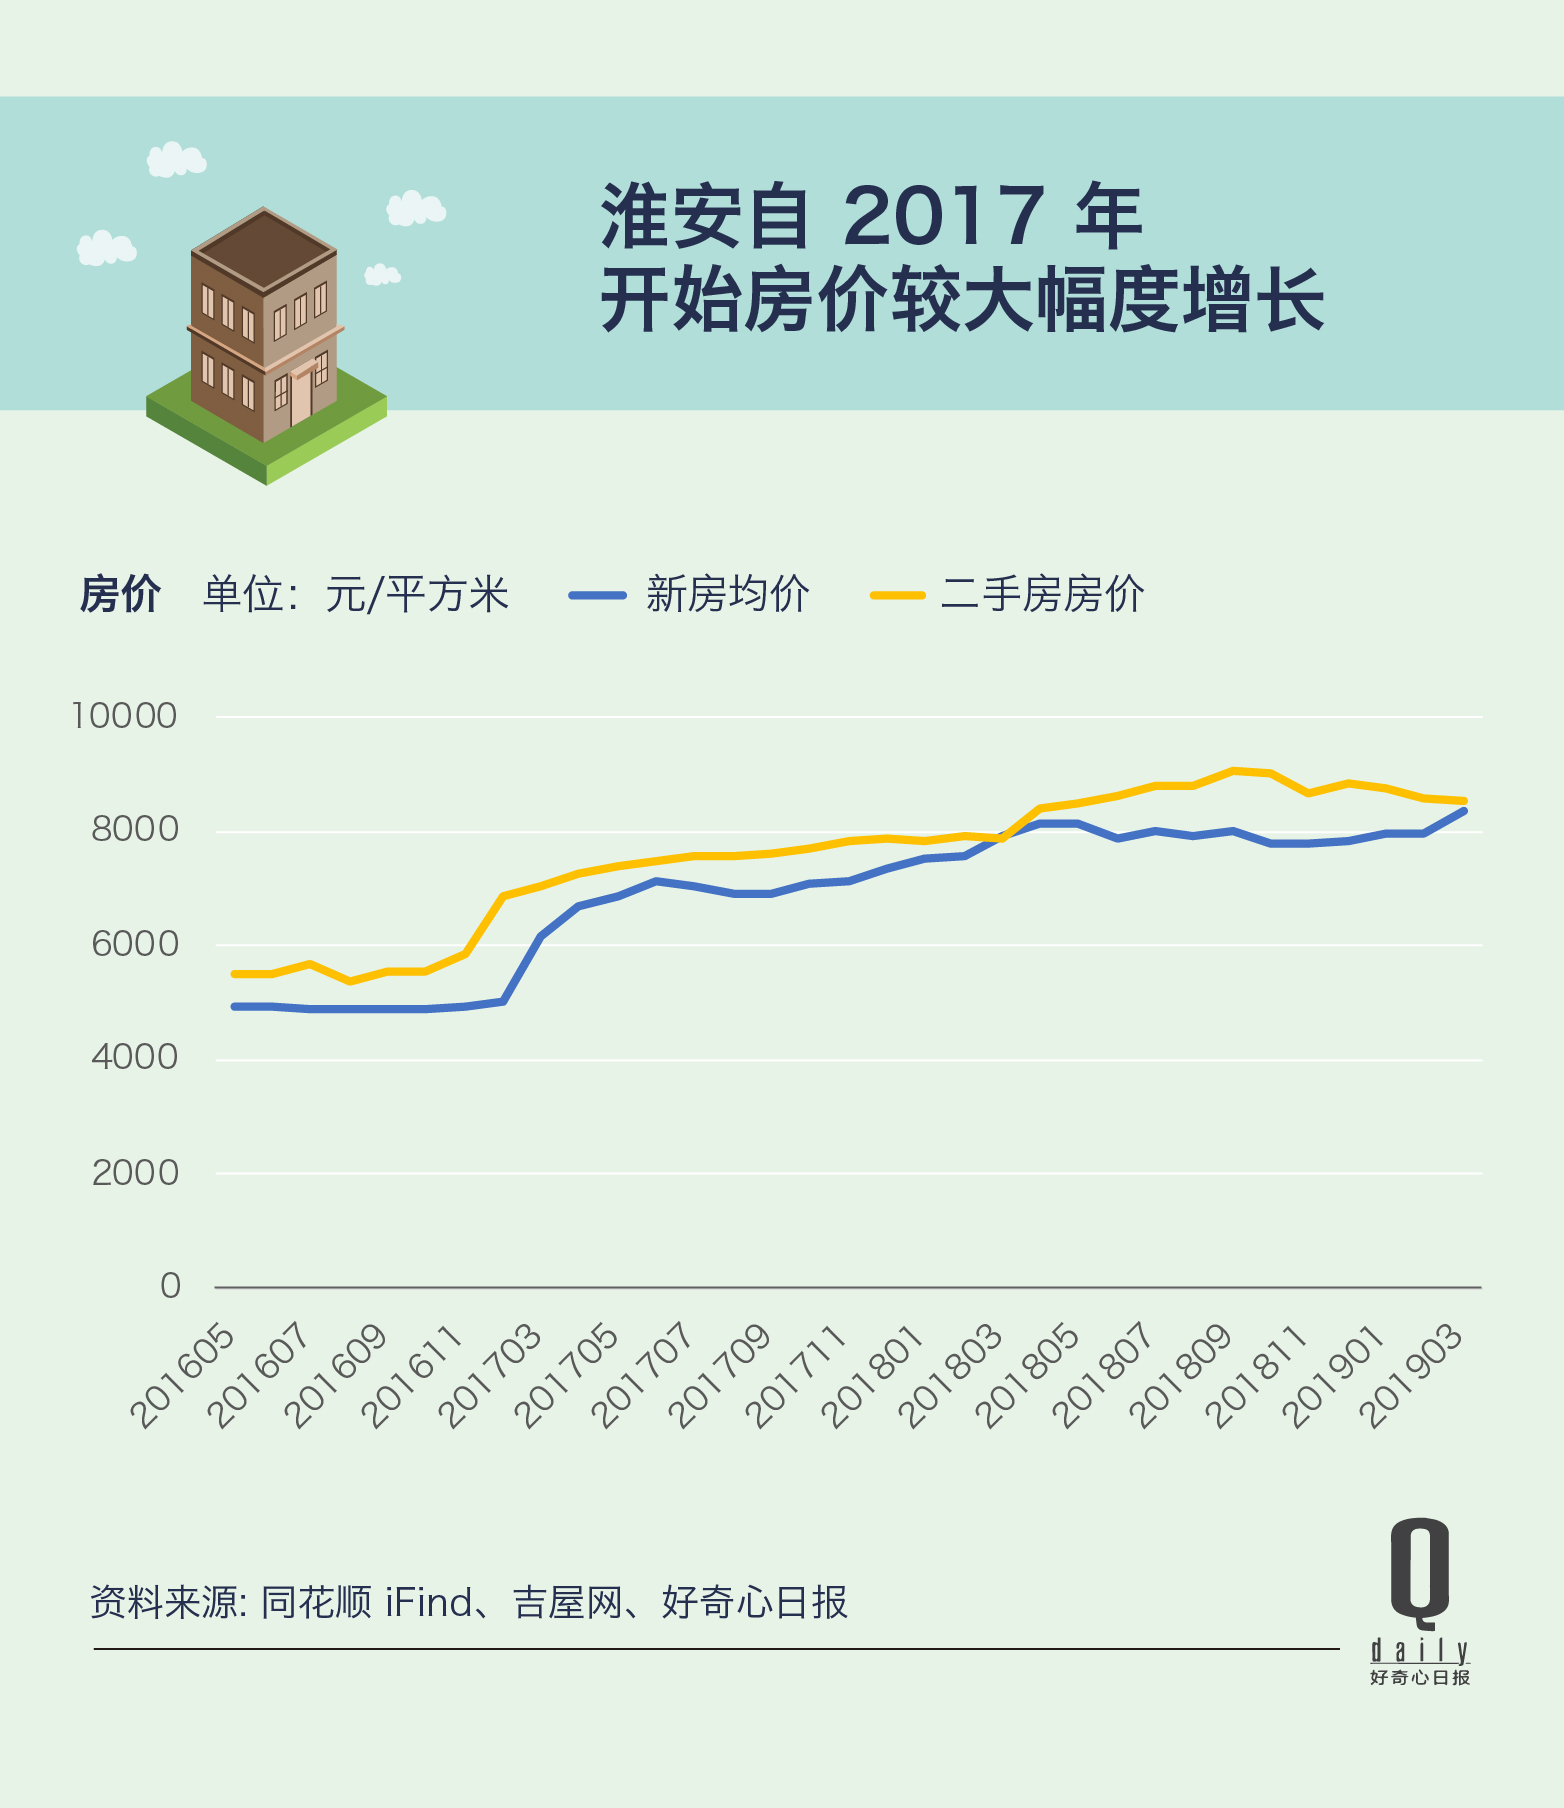 淮安自 2017 年
开始房价较大幅度增长
房价 单位：元/平方米 新房均价 二手房房价
10000
8000
6000
4000
2000
0
201605 201607 201609 201611 201703 201705 201707 201709 201711 201801 201803 201805 201807 201809 201811 201901 201903
资料来源: 同花顺 iFind、吉屋网、好奇心日报
Q
daily
好奇心日报